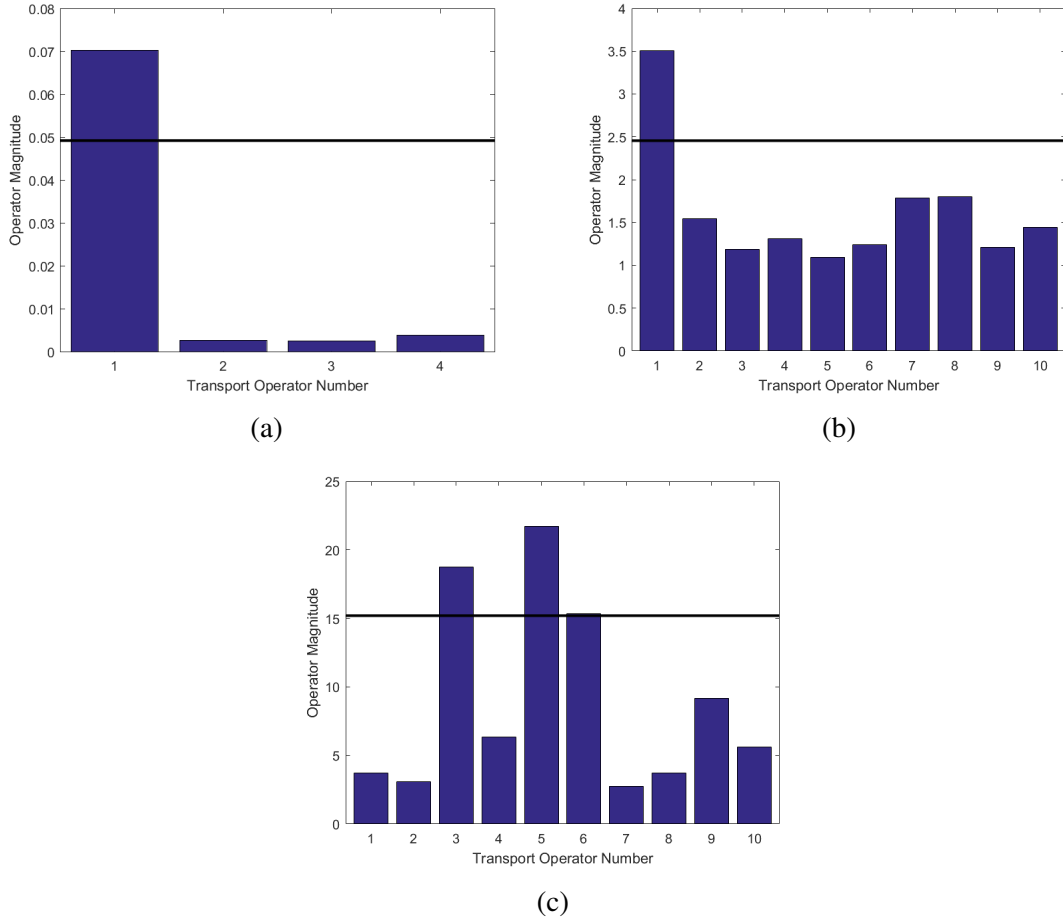 0.08
0.07
0.06
0.05
0.04
0.03
0.02
0.01
0
Operator Magnitude
1 2 3 4
Transport Operator Number
(a)
4
3.5
3
2.5
2
1.5
1
0.5
0
Operator Magnitude
1 2 3 4 5 6 7 8 9 10
Transport Operator Number
(b)
25
20
15
10
5
0
Operator Magnitude
1 2 3 4 5 6 7 8 9 10
Transport Operator Number
(c)